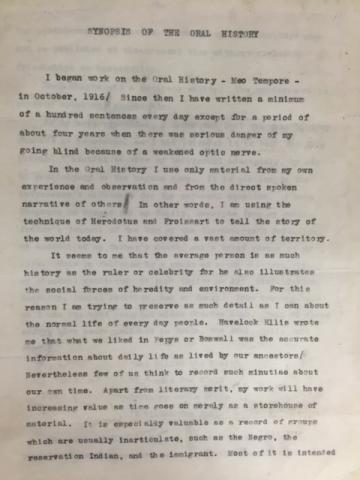 SYNOPSIS OF THE ORAL HISTORY
I began work on the Oral History - Meo Tempore -
in October, 1916/ Since then I have written a minimum
of a hundred sentences every day except for a period of
about four years when there was serious danger of my
going blind because of a weakened optic nerve.
In the Oral History I use only material from my own
experience and observation and from the direct spoken
narrative of others/ In other words, I am using the
technique of Herodotus and Froissart to tell the story of
the world today. I have covered a vast amount of territory.
It seems to me that the average person is as much
history as the ruler or celebrity for he also illustrates
the social forces of heredity and environment. For this
reason I am trying to preserve as much detail as I can about
the normal life of every day people. Havelock Ellis wrote
me that what we liked in Pepys or Boswall was the accurate
information about daily life as lived by our ancestors/
Nevertheless few of us think to record such minutiae about
our own time. Apart from literary merit, my work will have
increasing value as time goes on merely as a storehouse of
material. It is especially valuable as a record of groups
which are usually inarticulate, such as the Negro, the
reservation Indian, and the immigrant. Most of it is intended